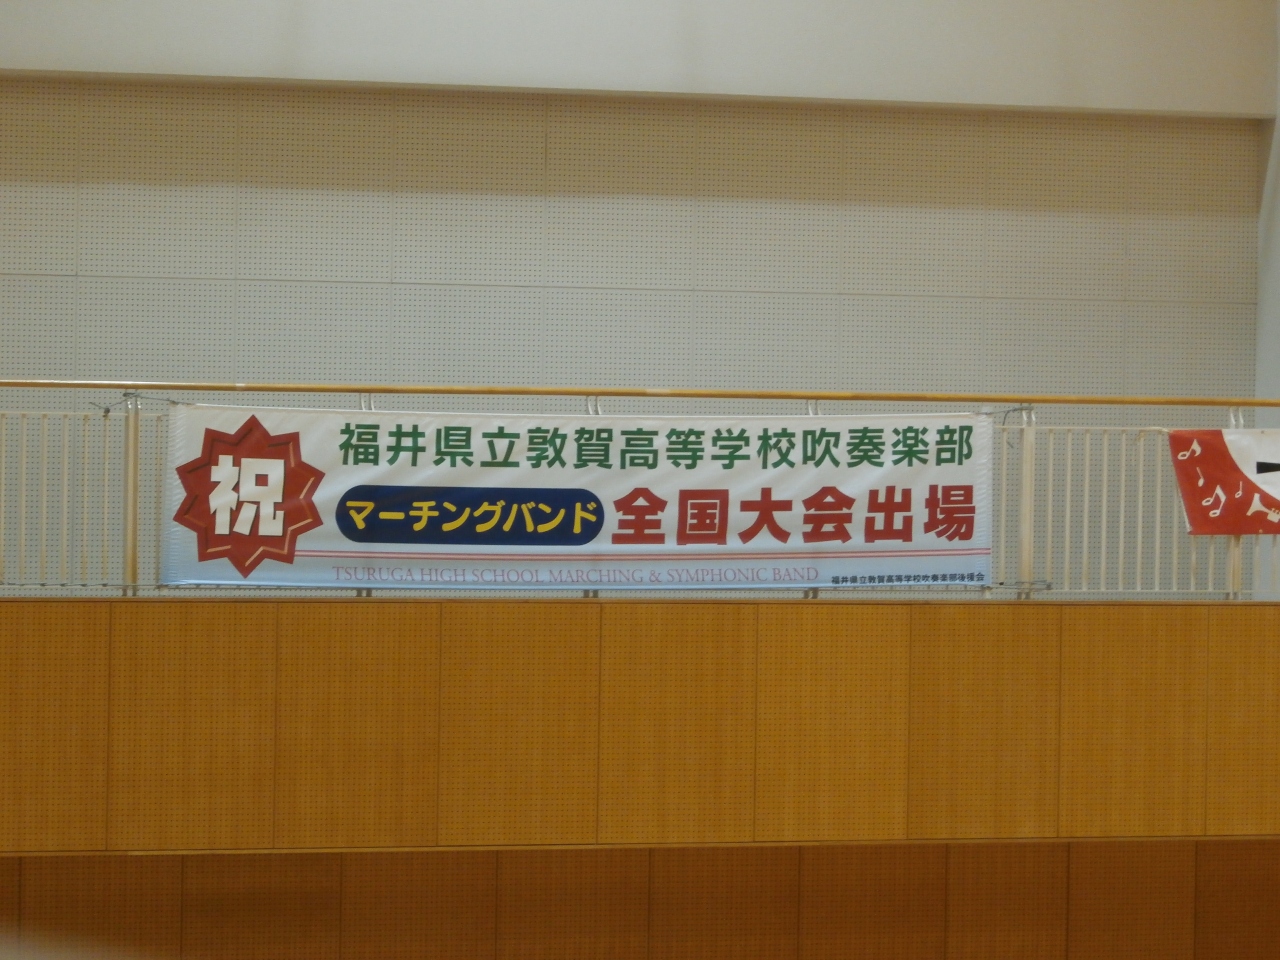 祝
福井県立敦賀高等学校吹奏楽部
マーチングバンド 全国大会出場
TSURUGA HIGH SCHOOL MARCHING & SYMPHONIC BAND
福井県立敦賀高等学校吹奏楽部後援会